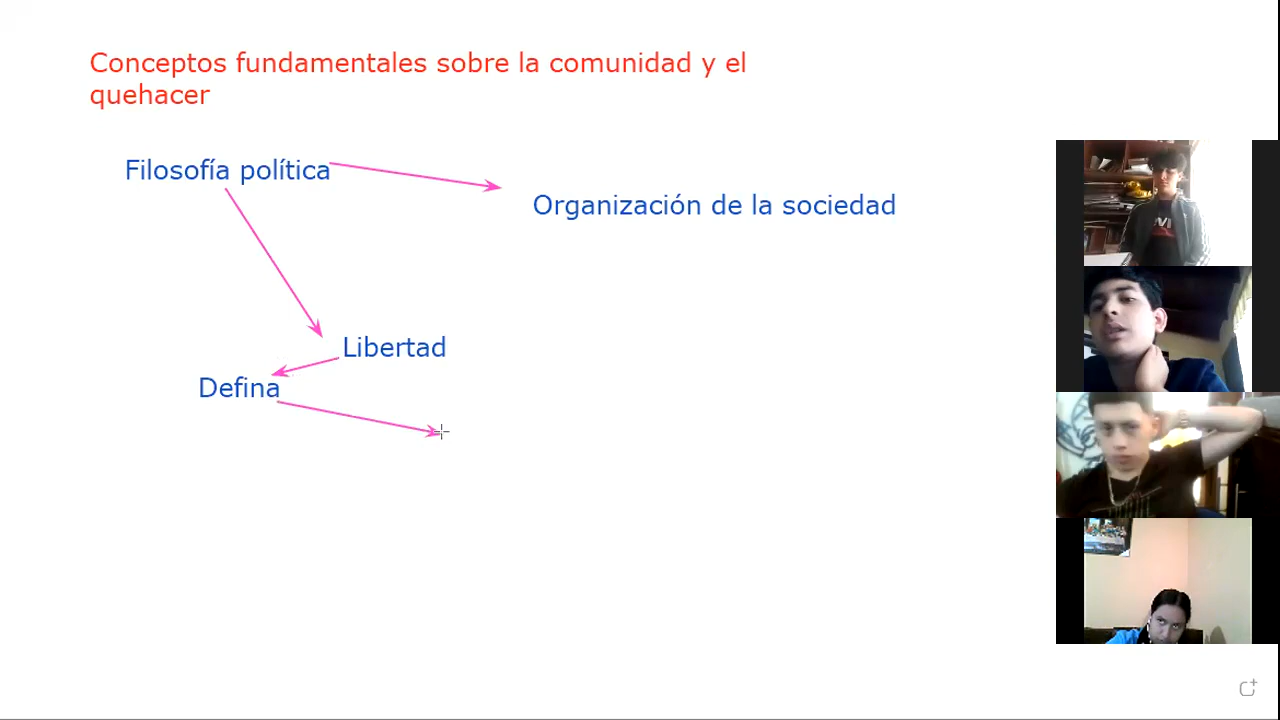 Conceptos fundamentales sobre la comunidad y el
quehacer
Filosofía política
Organización de la sociedad
Libertad
Defina